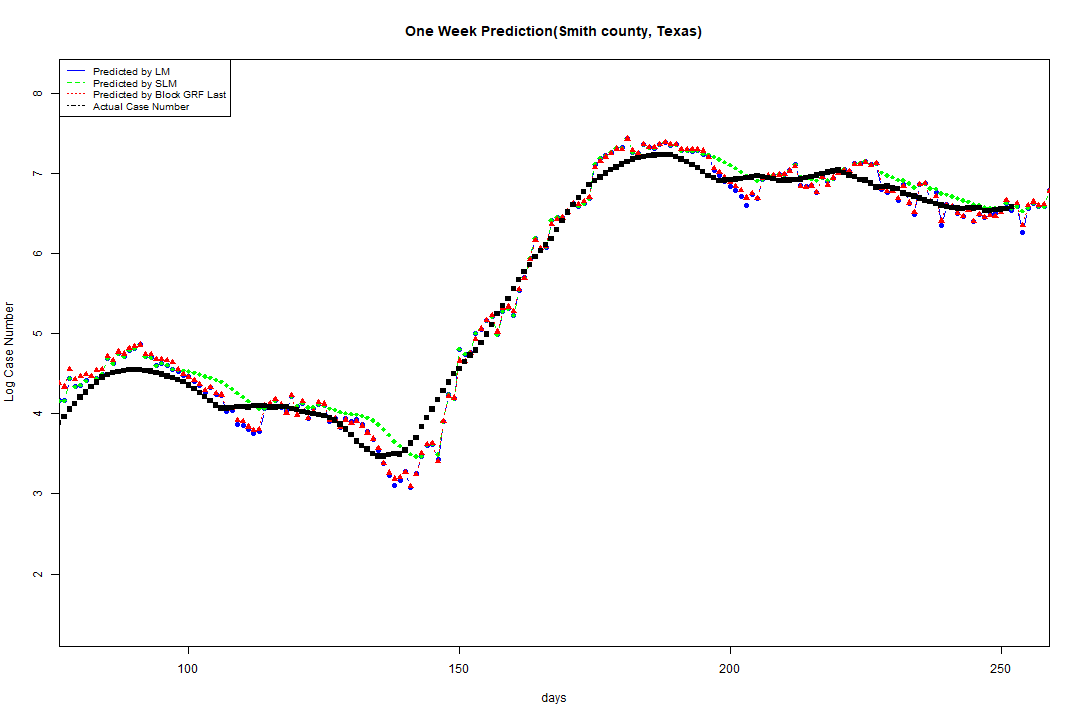 One Week Prediction(Smith county, Texas)
Predicted by LM
Predicted by SLM
Predicted by Block GRF Last
Actual Case Number
8
7
6
5
4
3
2
Log Case Number
100 150 200 250
days